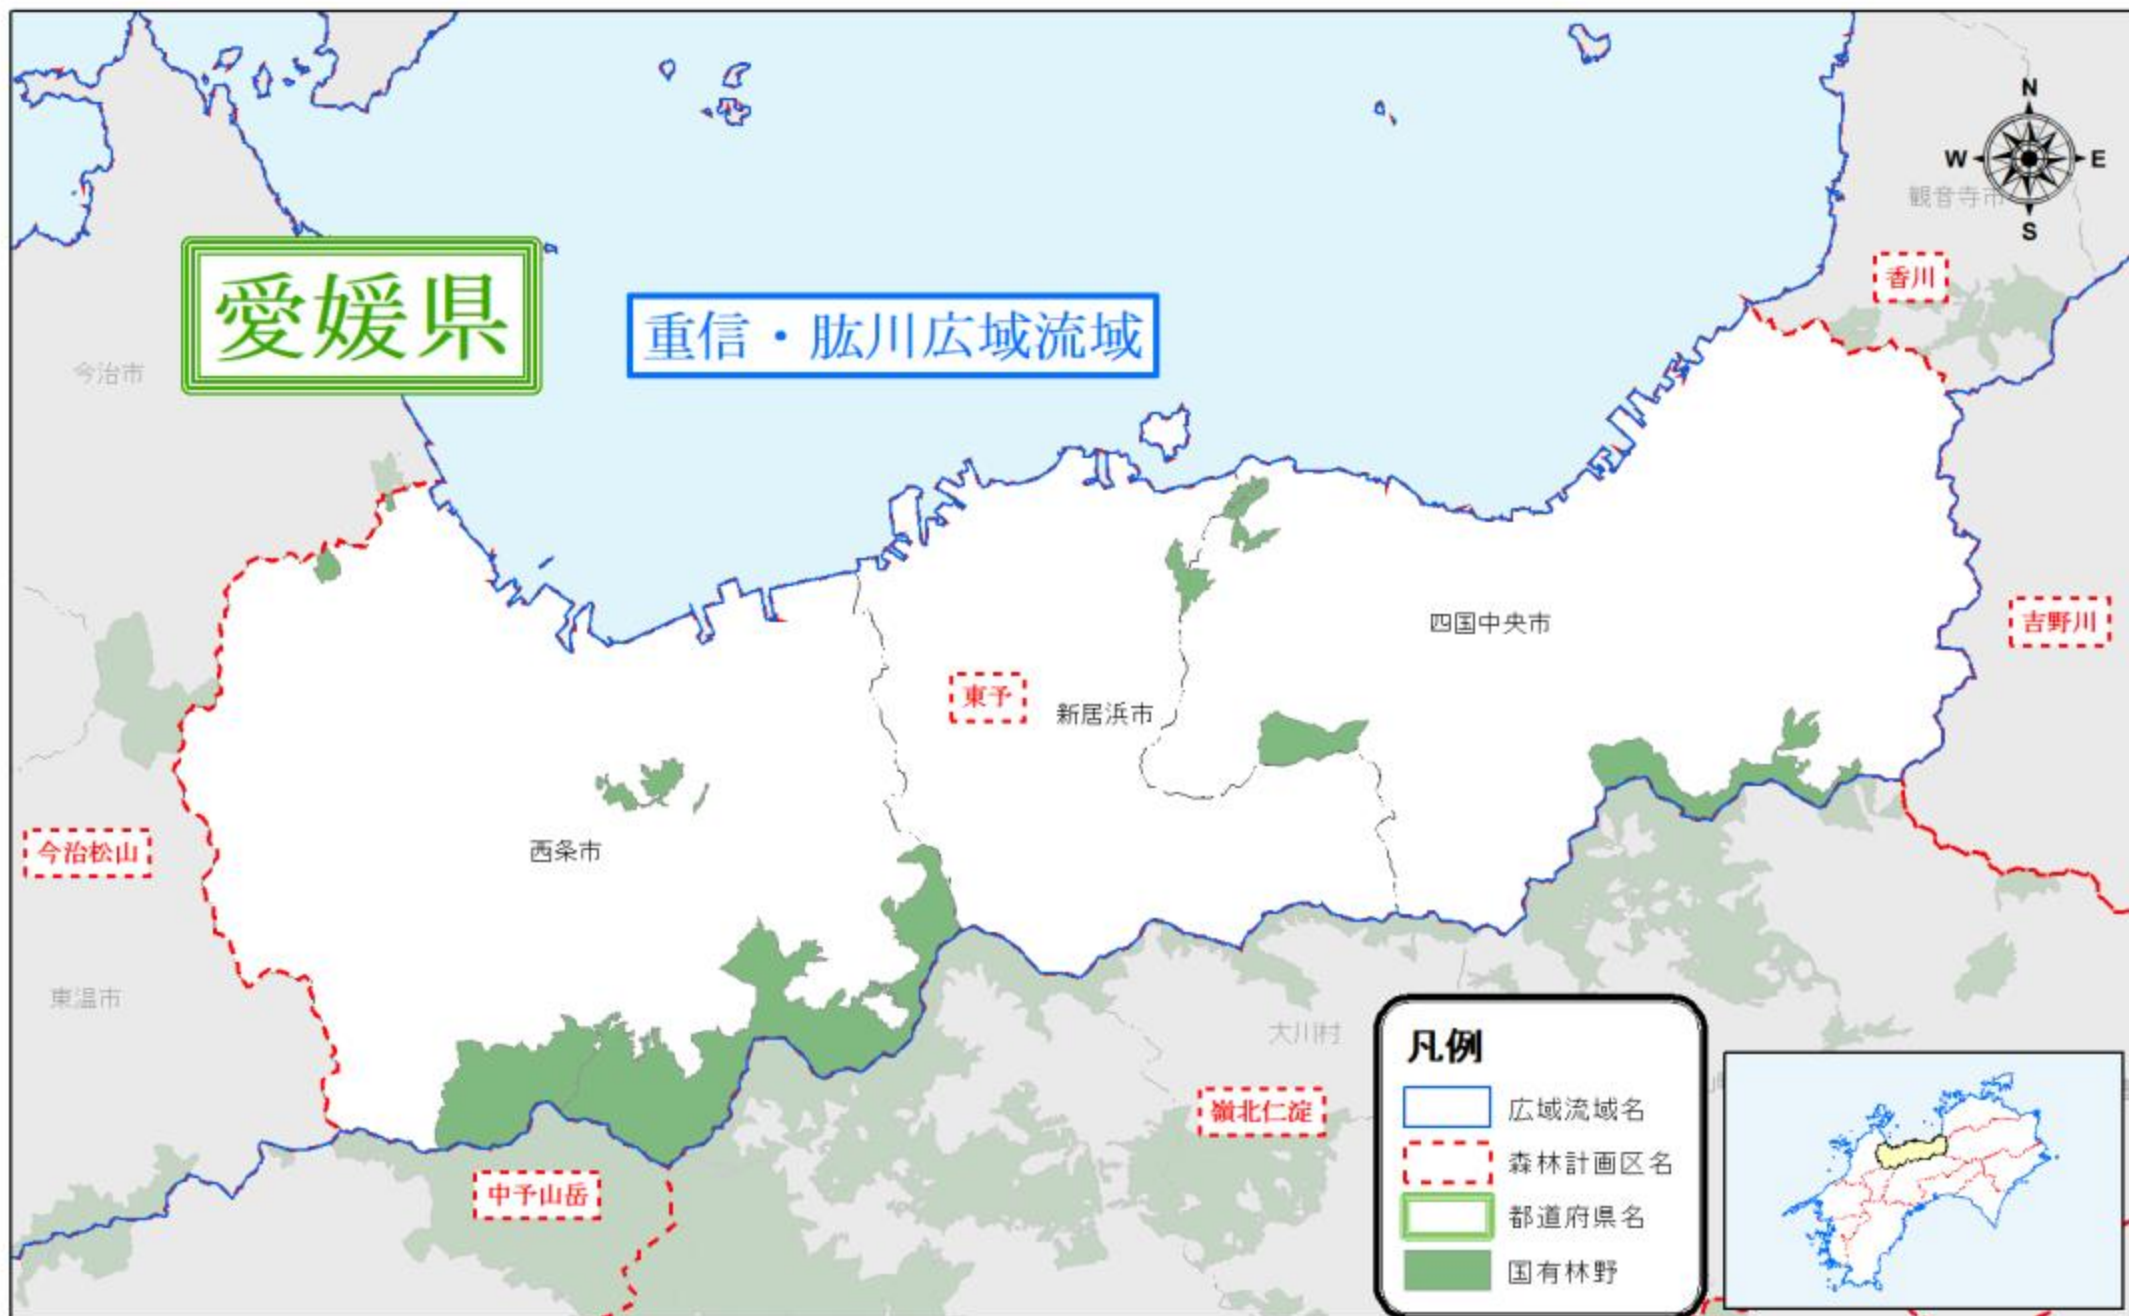 N
W
E
S
観音寺市
香川
愛媛県
重信・肱川広域流域
今治市
四国中央市
吉野川
東予
新居浜市
今治松山
西条市
東温市
大川村
嶺北仁淀
中予山岳
凡例
広域流域名
森林計画区名
都道府県名
国有林野